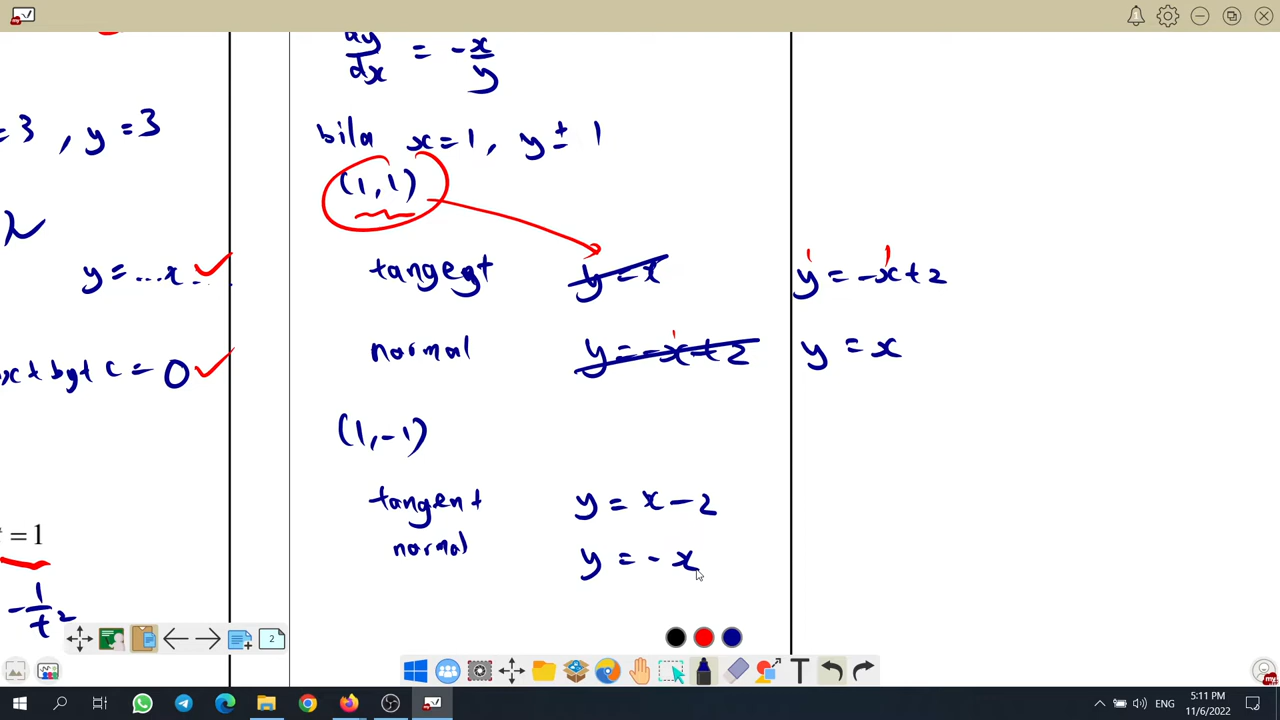 =3 , y=3
y = ...x
bx + by + c = 0
= 1
-1/t²
dy/dx = -x/y
bila x=1, y ± 1
(1,1)
tangent y = x y = -x+2
normal y = -x+2 y = x
(1,-1)
tangent y = x-2
normal y = -x
2
ENG
5:11 PM
11/6/2022